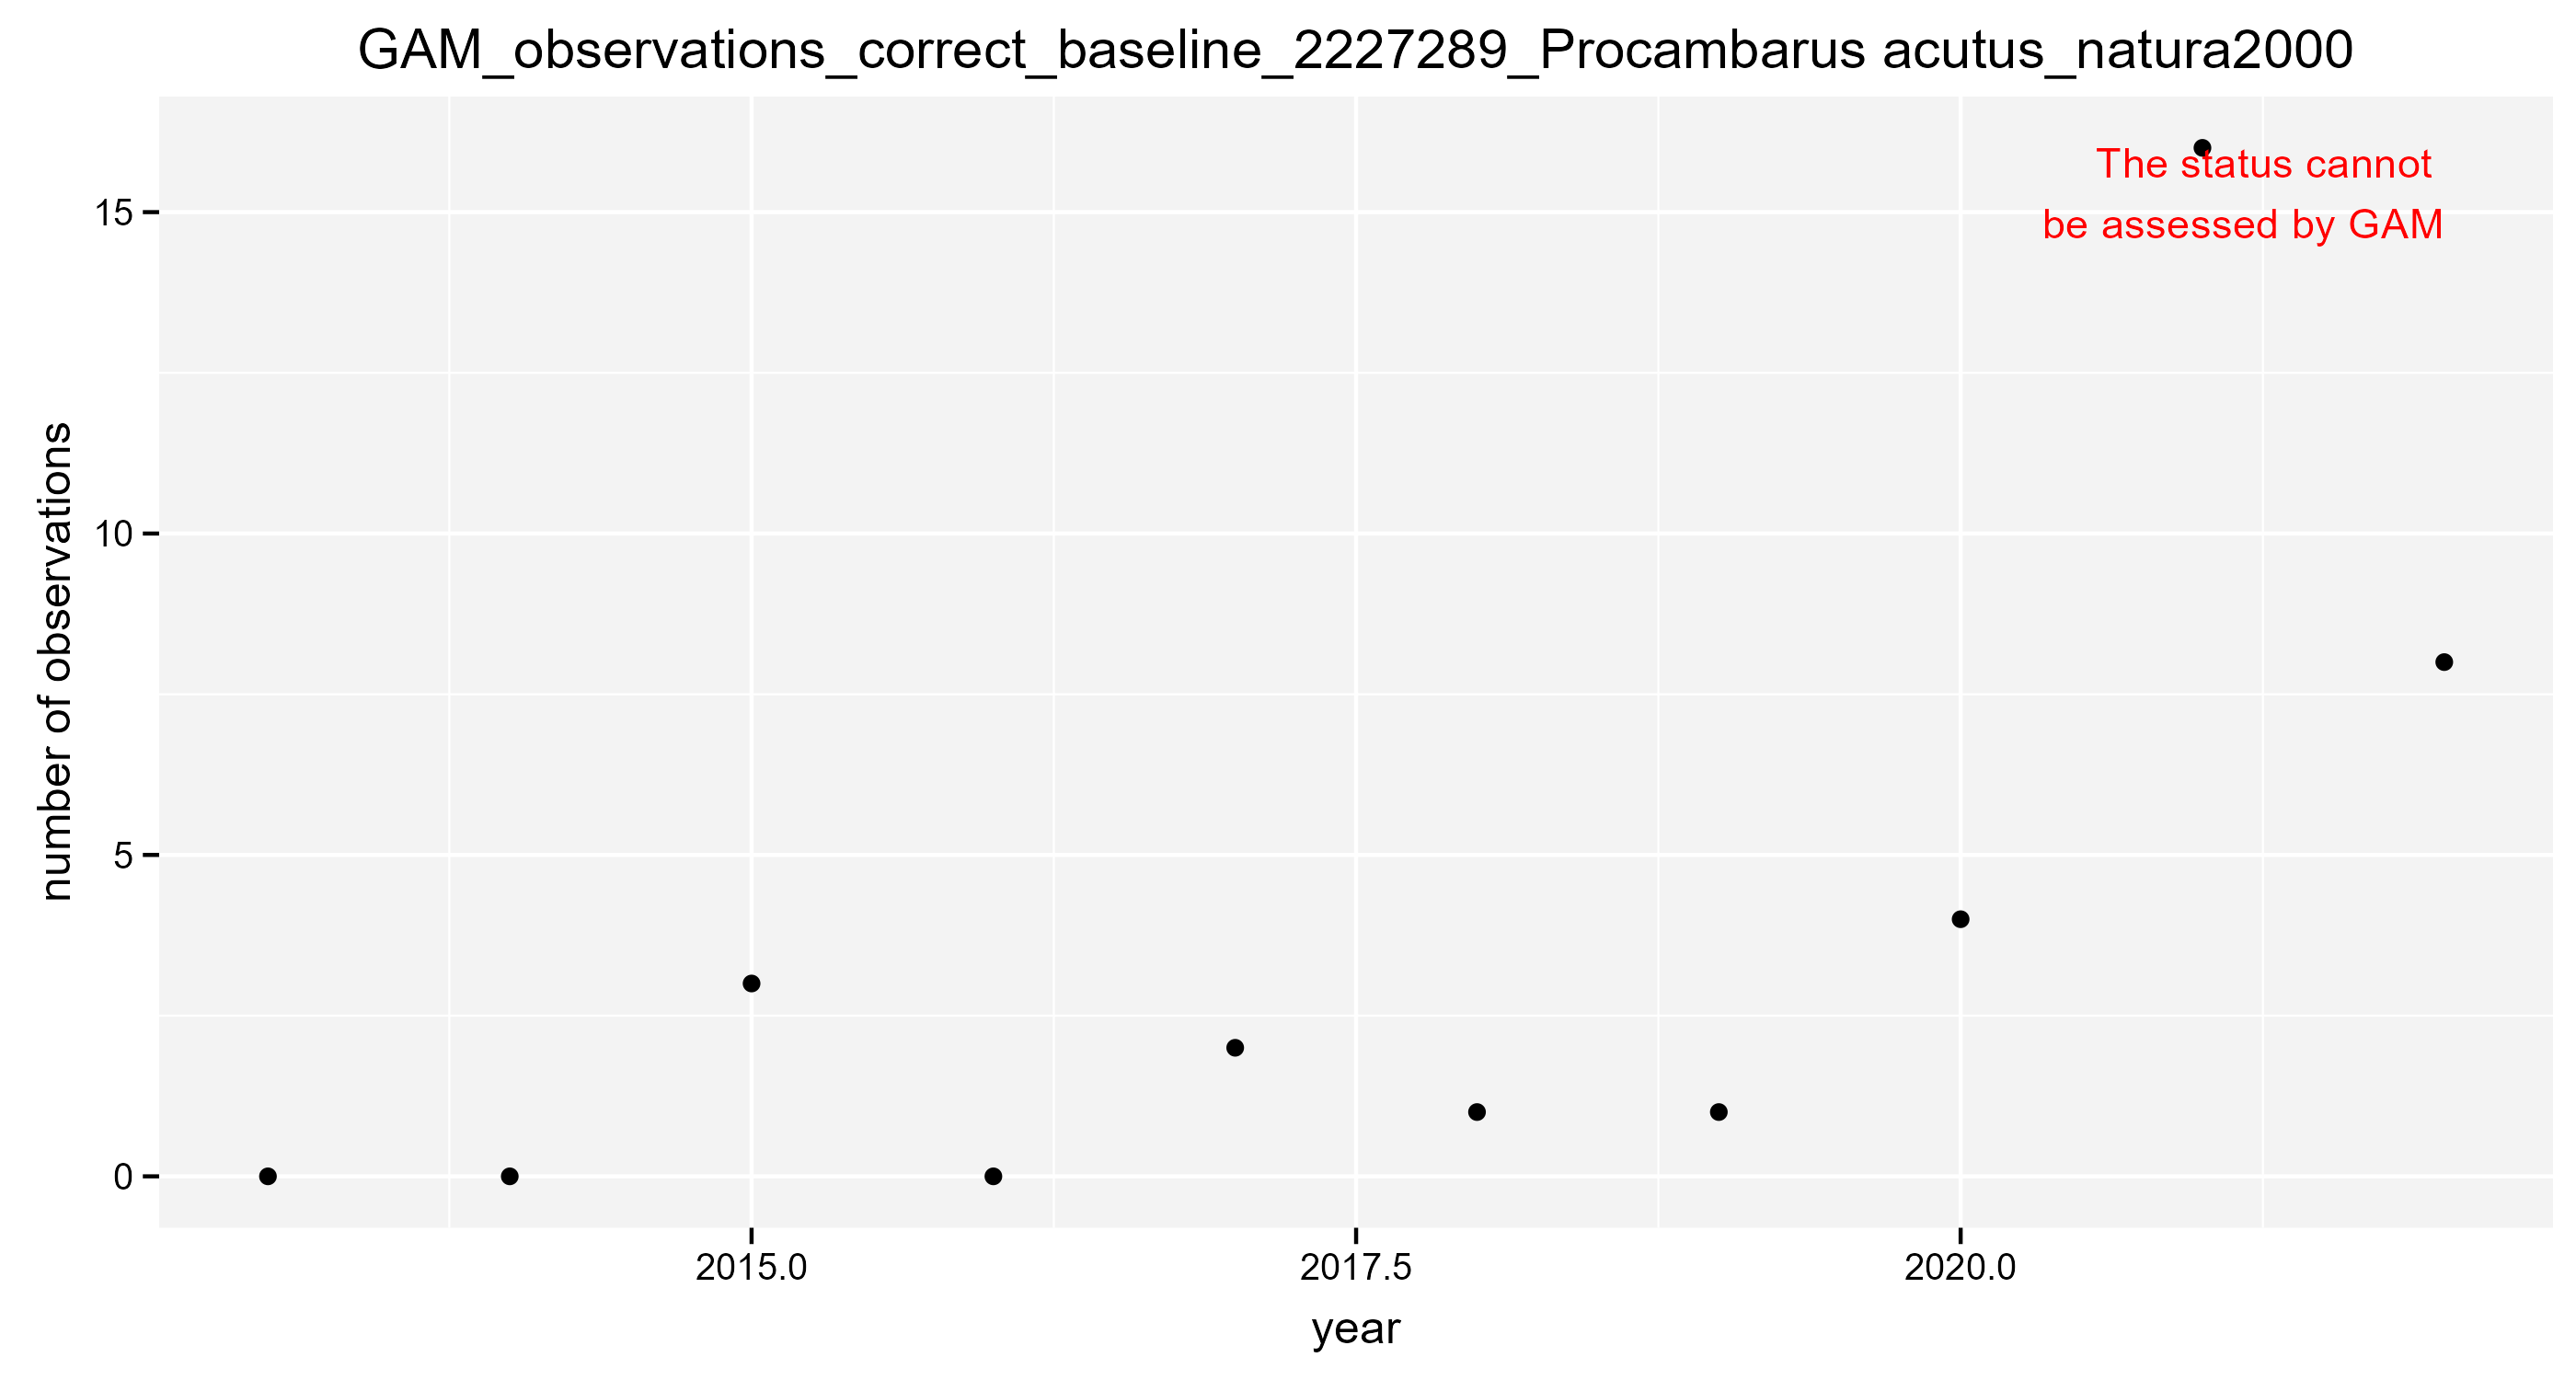 GAM_observations_correct_baseline_2227289_Procambarus acutus_natura2000
The status cannot
be assessed by GAM
15
10
5
0
number of observations
2015.0
2017.5
2020.0
year